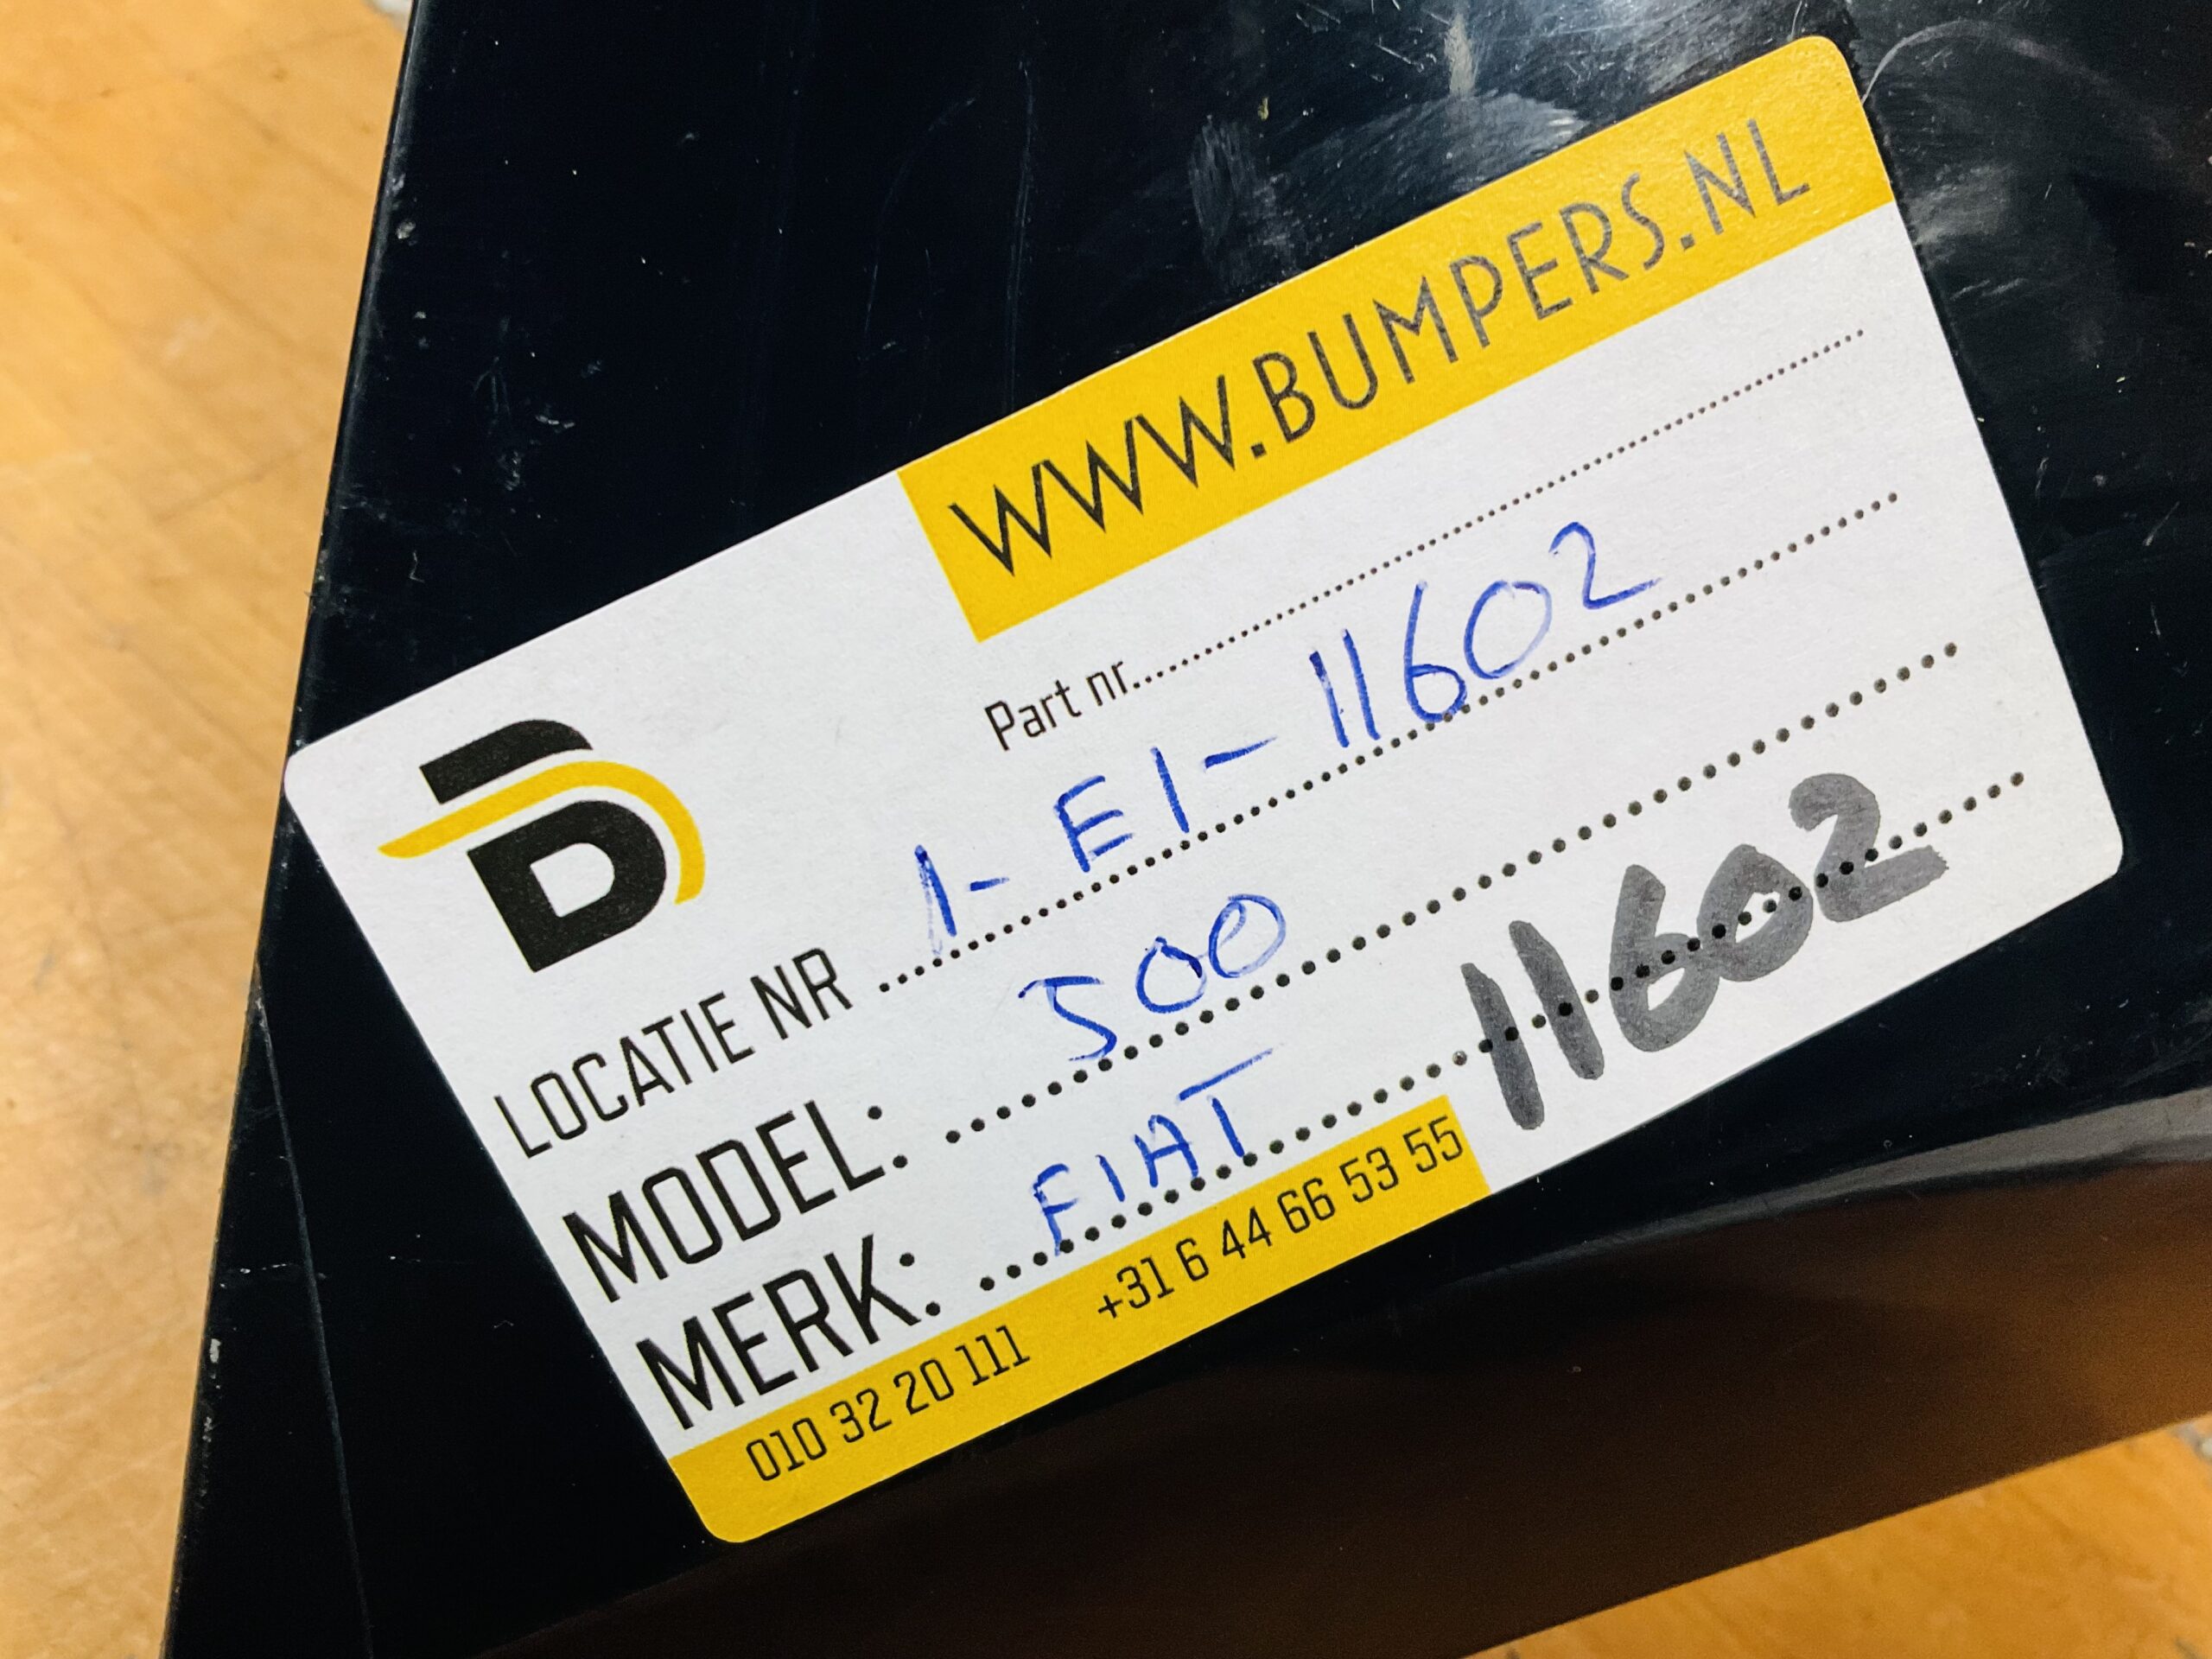 WWW.BUMPERS.NL
Part nr...............................................................
B
LOCATIE NR ..... 1-E1-11602
MODEL: ..... 500
MERK: ..... FIAT 11602
010 32 20 111 +31 6 44 66 53 55